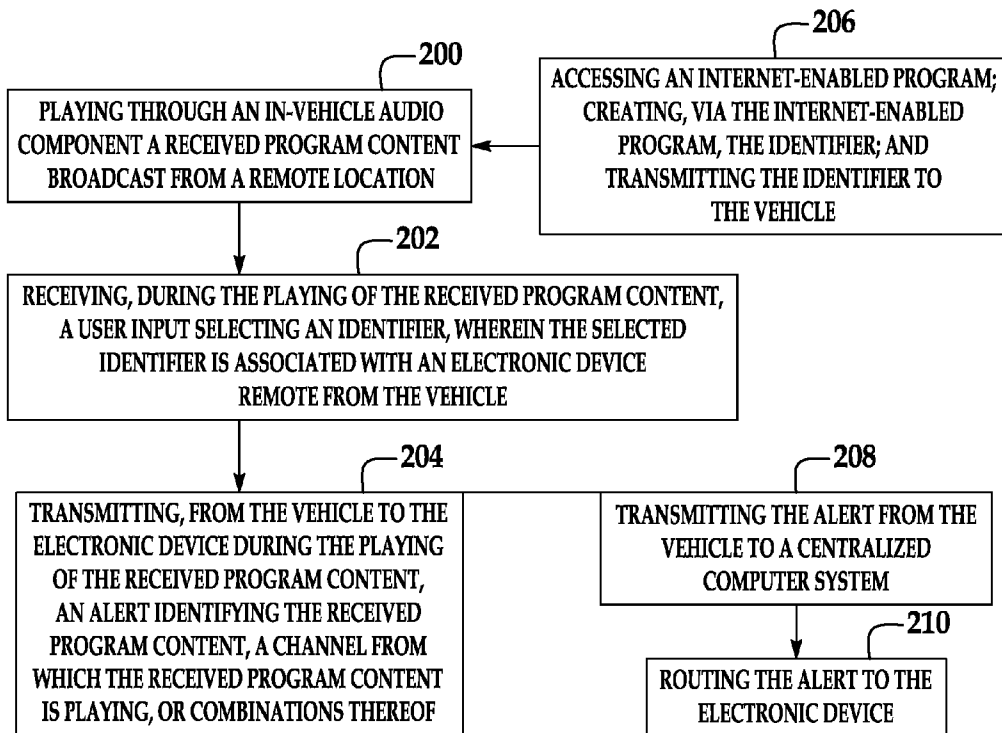 200
PLAYING THROUGH AN IN-VEHICLE AUDIO
COMPONENT A RECEIVED PROGRAM CONTENT
BROADCAST FROM A REMOTE LOCATION
206
ACCESSING AN INTERNET-ENABLED PROGRAM;
CREATING, VIA THE INTERNET-ENABLED
PROGRAM, THE IDENTIFIER; AND
TRANSMITTING THE IDENTIFIER TO
THE VEHICLE
202
RECEIVING, DURING THE PLAYING OF THE RECEIVED PROGRAM CONTENT,
A USER INPUT SELECTING AN IDENTIFIER, WHEREIN THE SELECTED
IDENTIFIER IS ASSOCIATED WITH AN ELECTRONIC DEVICE
REMOTE FROM THE VEHICLE
204
TRANSMITTING, FROM THE VEHICLE TO THE
ELECTRONIC DEVICE DURING THE PLAYING
OF THE RECEIVED PROGRAM CONTENT,
AN ALERT IDENTIFYING THE RECEIVED
PROGRAM CONTENT, A CHANNEL FROM
WHICH THE RECEIVED PROGRAM CONTENT
IS PLAYING, OR COMBINATIONS THEREOF
208
TRANSMITTING THE ALERT FROM THE
VEHICLE TO A CENTRALIZED
COMPUTER SYSTEM
210
ROUTING THE ALERT TO THE
ELECTRONIC DEVICE